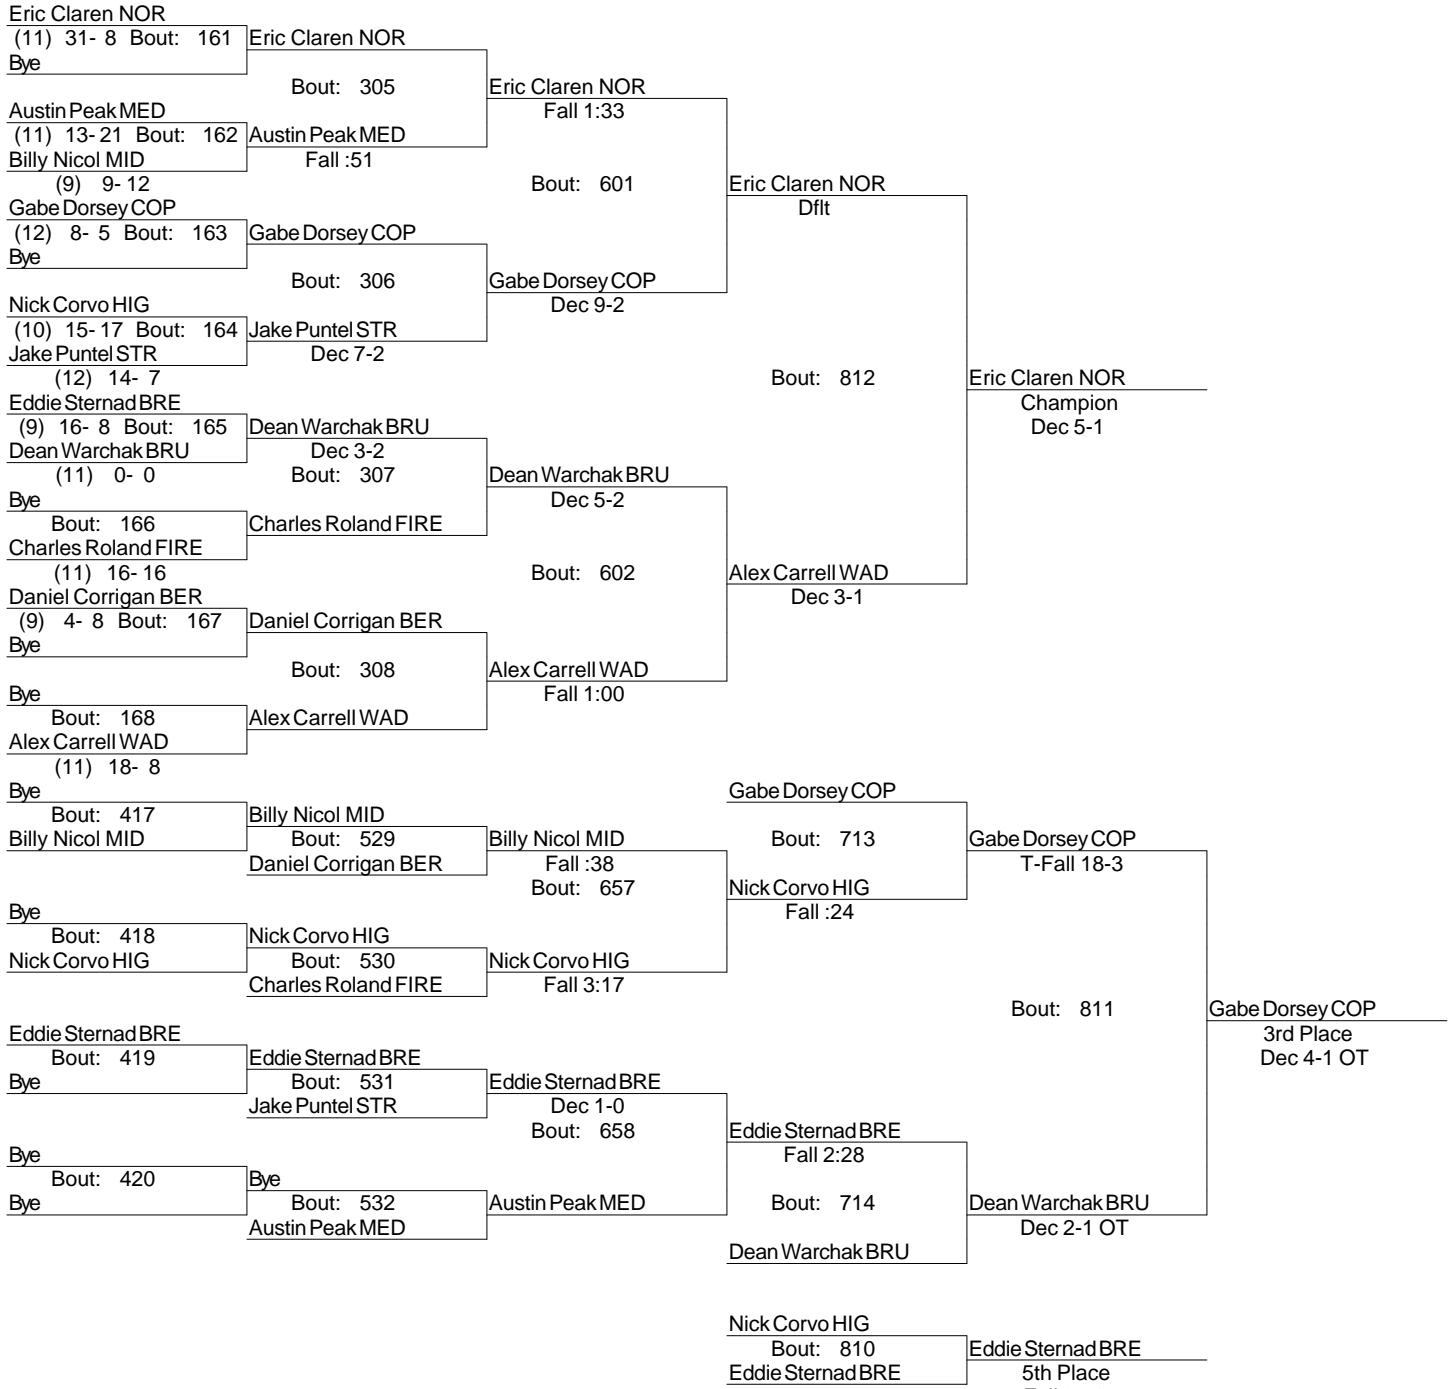 Eric Claren NOR
(11) 31- 8 Bout: 161 Eric Claren NOR
Bye
Bout: 305 Eric Claren NOR
Austin Peak MED Fall 1:33
(11) 13- 21 Bout: 162 Austin Peak MED
Billy Nicol MID Fall :51
(9) 9- 12 Bout: 601 Eric Claren NOR
Gabe Dorsey COP Dflt
(12) 8- 5 Bout: 163 Gabe Dorsey COP
Bye
Bout: 306 Gabe Dorsey COP
Nick Corvo HIG Dec 9-2
(10) 15- 17 Bout: 164 Jake Puntel STR
Jake Puntel STR Dec 7-2
(12) 14- 7 Bout: 812 Eric Claren NOR
Eddie Sternad BRE Champion
(9) 16- 8 Bout: 165 Dean Warchak BRU Dec 5-1
Dean Warchak BRU Dec 3-2
(11) 0- 0 Bout: 307 Dean Warchak BRU
Bye Dec 5-2
Bout: 166 Charles Roland FIRE
Charles Roland FIRE
(11) 16- 16 Bout: 602 Alex Carrell WAD
Daniel Corrigan BER Dec 3-1
(9) 4- 8 Bout: 167 Daniel Corrigan BER
Bye
Bout: 308 Alex Carrell WAD
Bye Fall 1:00
Bout: 168 Alex Carrell WAD
Alex Carrell WAD
(11) 18- 8
Bye Gabe Dorsey COP
Bout: 417 Billy Nicol MID
Billy Nicol MID Bout: 529 Billy Nicol MID Bout: 713 Gabe Dorsey COP
Daniel Corrigan BER Fall :38 T-Fall 18-3
Bout: 657 Nick Corvo HIG
Bye Fall :24
Bout: 418 Nick Corvo HIG
Nick Corvo HIG Bout: 530 Nick Corvo HIG
Charles Roland FIRE Fall 3:17
Bout: 811 Gabe Dorsey COP
Eddie Sternad BRE 3rd Place
Bout: 419 Eddie Sternad BRE Dec 4-1 OT
Bye Bout: 531 Eddie Sternad BRE
Jake Puntel STR Dec 1-0
Bout: 658 Eddie Sternad BRE
Bye Fall 2:28
Bout: 420 Bye
Bye Bout: 532 Austin Peak MED Bout: 714 Dean Warchak BRU
Austin Peak MED Dec 2-1 OT
Dean Warchak BRU
Nick Corvo HIG
Bout: 810 Eddie Sternad BRE
Eddie Sternad BRE 5th Place